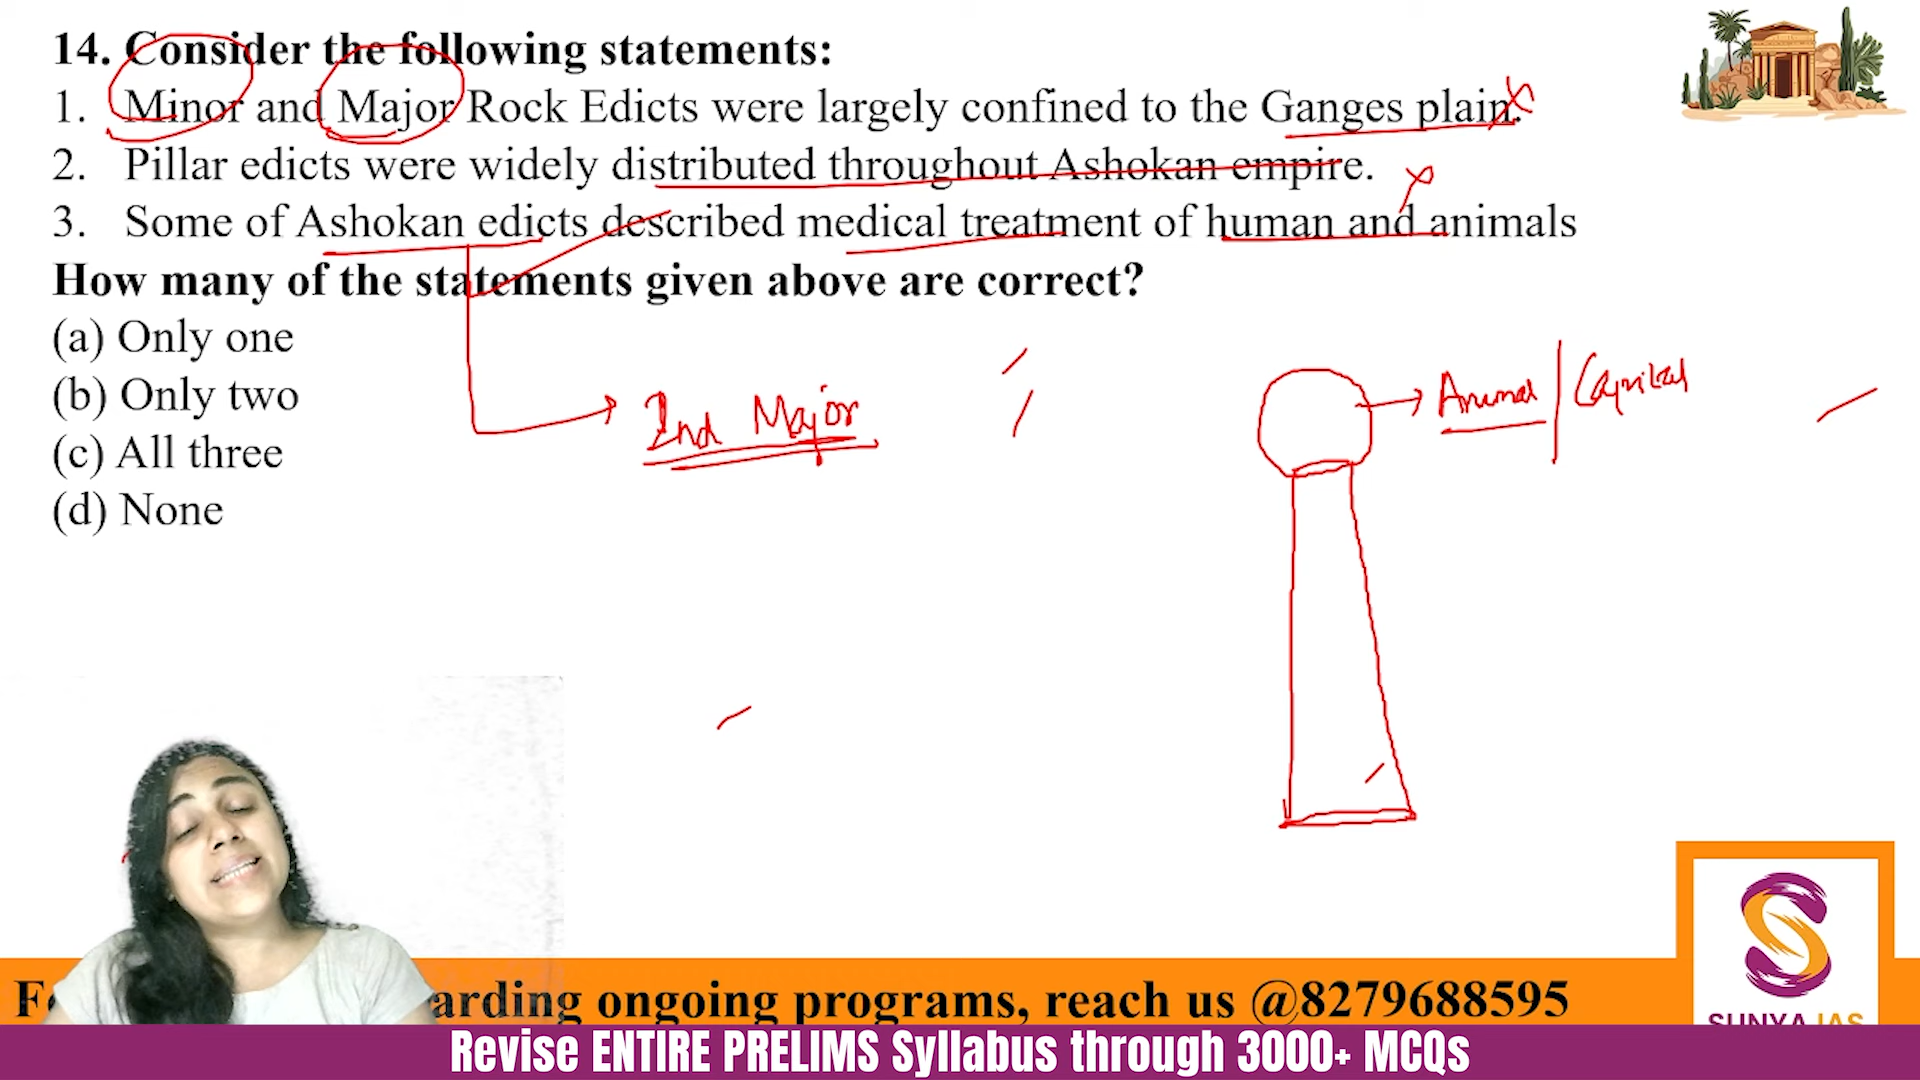 14. Consider the following statements:
1. Minor and Major Rock Edicts were largely confined to the Ganges plain.
2. Pillar edicts were widely distributed throughout Ashokan empire.
3. Some of Ashokan edicts described medical treatment of human and animals
How many of the statements given above are correct?
(a) Only one
(b) Only two
(c) All three
(d) None
2nd Major
Animal | Capital
arding ongoing programs, reach us @8279688595
SUNYA IAS
Revise ENTIRE PRELIMS Syllabus through 3000+ MCQs